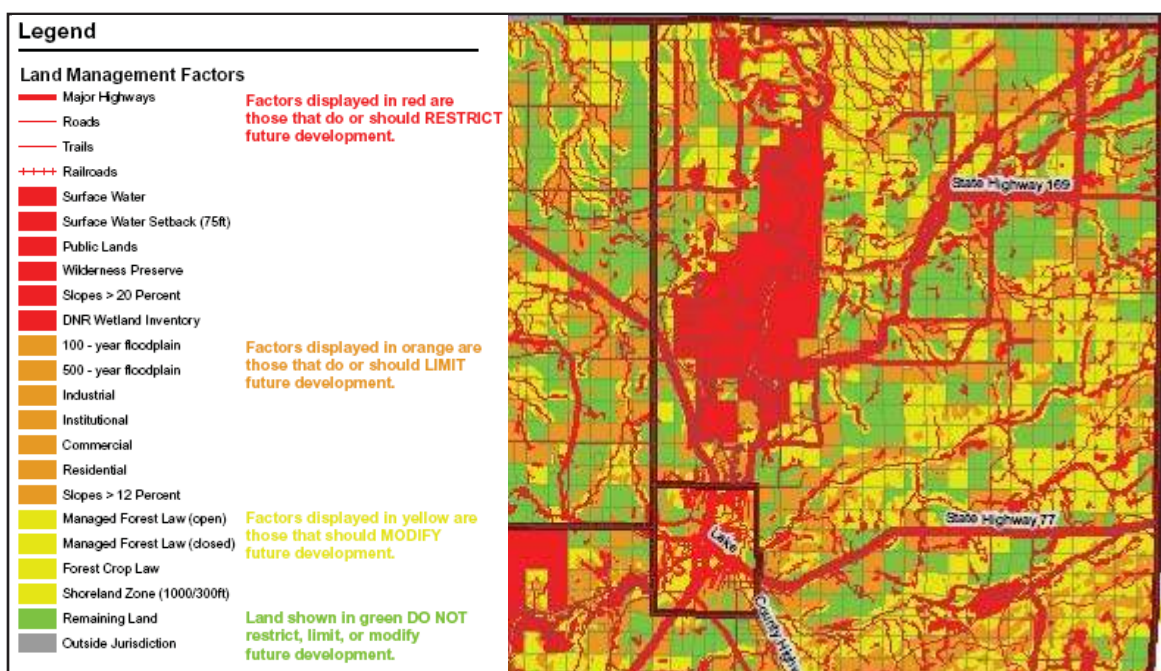 Legend
Land Management Factors
Major Highways
Roads
Trails
Railroads
Surface Water
Surface Water Setback (75ft)
Public Lands
Wilderness Preserve
Slopes > 20 Percent
DNR Wetland Inventory
100 - year floodplain
500 - year floodplain
Industrial
Institutional
Commercial
Residential
Slopes > 12 Percent
Managed Forest Law (open)
Managed Forest Law (closed)
Forest Crop Law
Shoreland Zone (1000/300ft)
Remaining Land
Outside Jurisdiction
Factors displayed in red are
those that do or should RESTRICT
future development.
Factors displayed in orange are
those that do or should LIMIT
future development.
Factors displayed in yellow are
those that should MODIFY
future development.
Land shown in green DO NOT
restrict, limit, or modify
future development.
State Highway 169
State Highway 77
Lake
County High